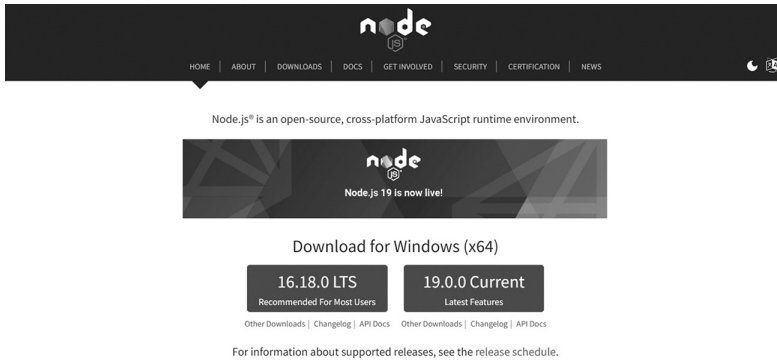 node
JS
HOME | ABOUT | DOWNLOADS | DOCS | GET INVOLVED | SECURITY | CERTIFICATION | NEWS
Node.js® is an open-source, cross-platform JavaScript runtime environment.
node
JS
Node.js 19 is now live!
Download for Windows (x64)
16.18.0 LTS 19.0.0 Current
Recommended For Most Users Latest Features
Other Downloads | Changelog | API Docs Other Downloads | Changelog | API Docs
For information about supported releases, see the release schedule.